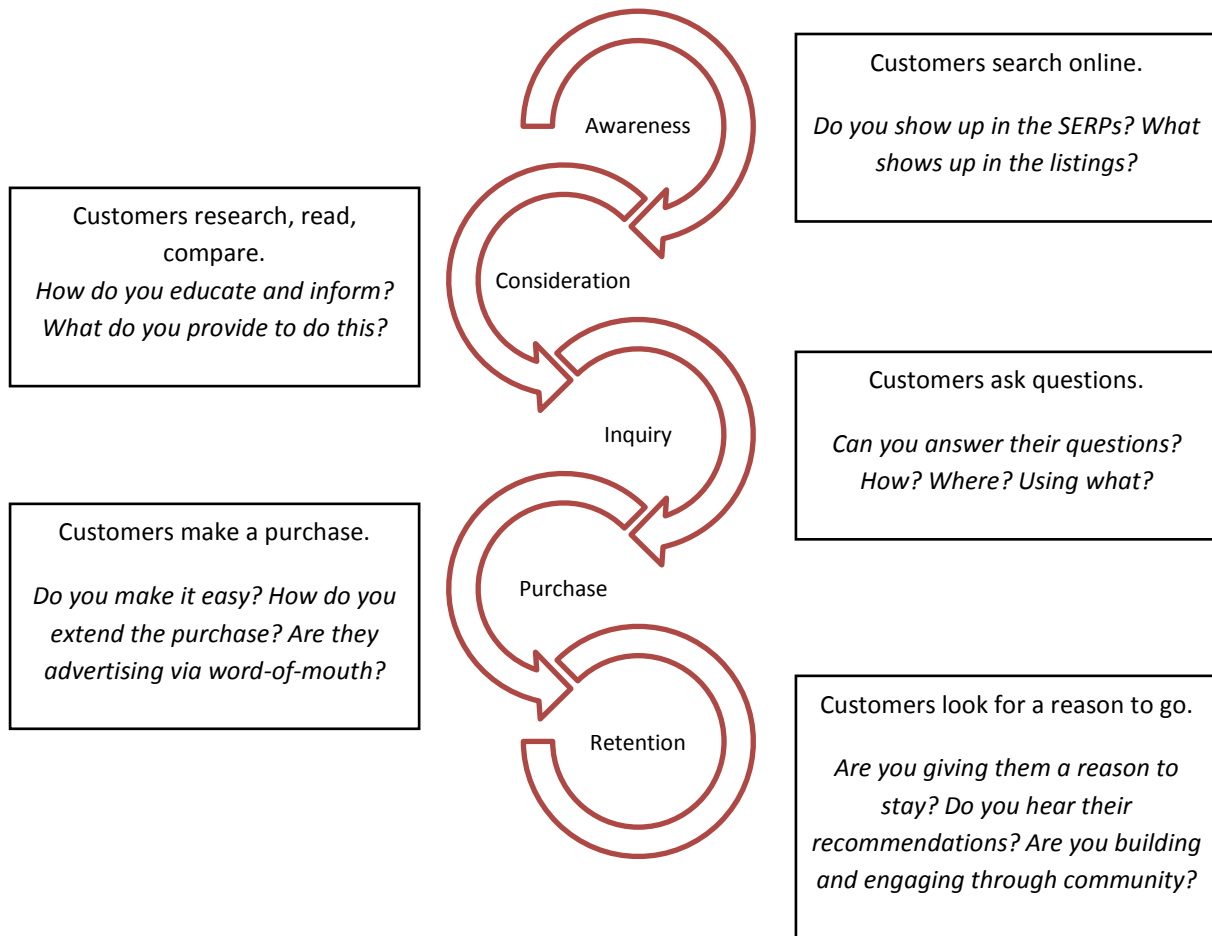 Awareness
Customers search online.
Do you show up in the SERPs? What
shows up in the listings?
Customers research, read,
compare.
How do you educate and inform?
What do you provide to do this?
Consideration
Customers ask questions.
Can you answer their questions?
How? Where? Using what?
Inquiry
Customers make a purchase.
Do you make it easy? How do you
extend the purchase? Are they
advertising via word-of-mouth?
Purchase
Customers look for a reason to go.
Are you giving them a reason to
stay? Do you hear their
recommendations? Are you building
and engaging through community?
Retention